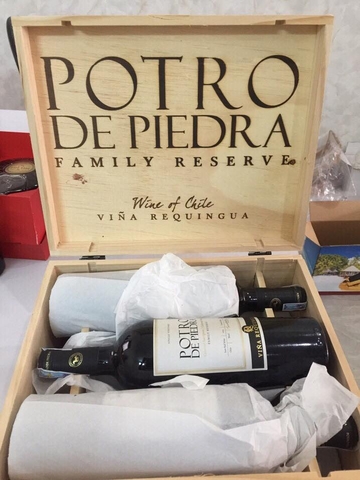 POTRO
DE PIEDRA
FAMILY RESERVE
Wine of Chile
VIÑA REQUINGUA
POTRO
DE PIEDRA